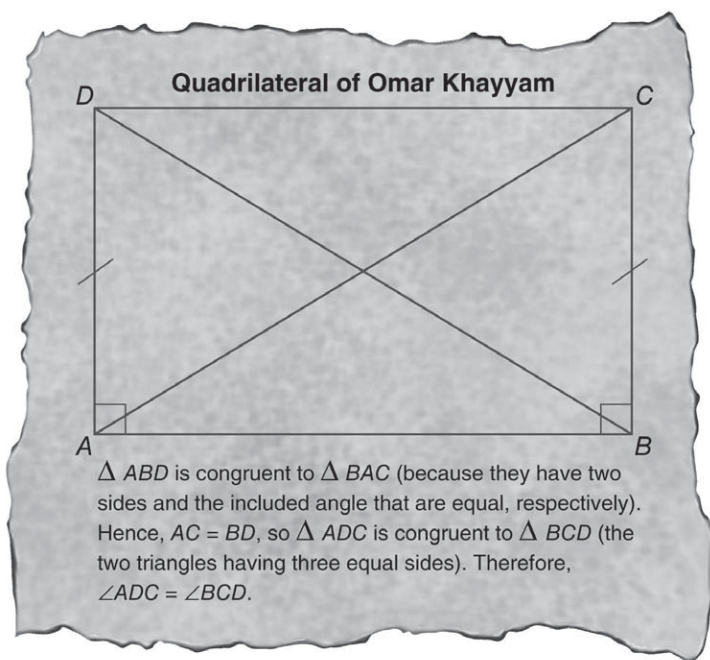 Quadrilateral of Omar Khayyam
D
C
A
B
Δ ABD is congruent to Δ BAC (because they have two
sides and the included angle that are equal, respectively).
Hence, AC = BD, so Δ ADC is congruent to Δ BCD (the
two triangles having three equal sides). Therefore,
∠ADC = ∠BCD.